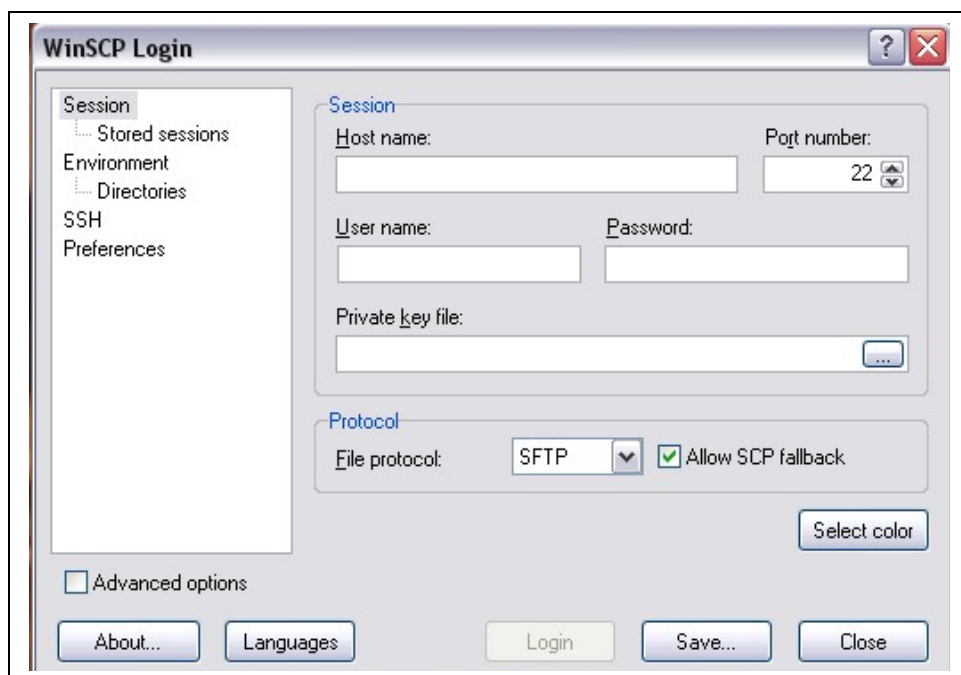 WinSCP Login
?
Session
Stored sessions
Environment
Directories
SSH
Preferences
Session
Host name:
Port number:
22
User name:
Password:
Private key file:
...
Protocol
File protocol:
SFTP
Allow SCP fallback
Select color
Advanced options
About...
Languages
Login
Save...
Close